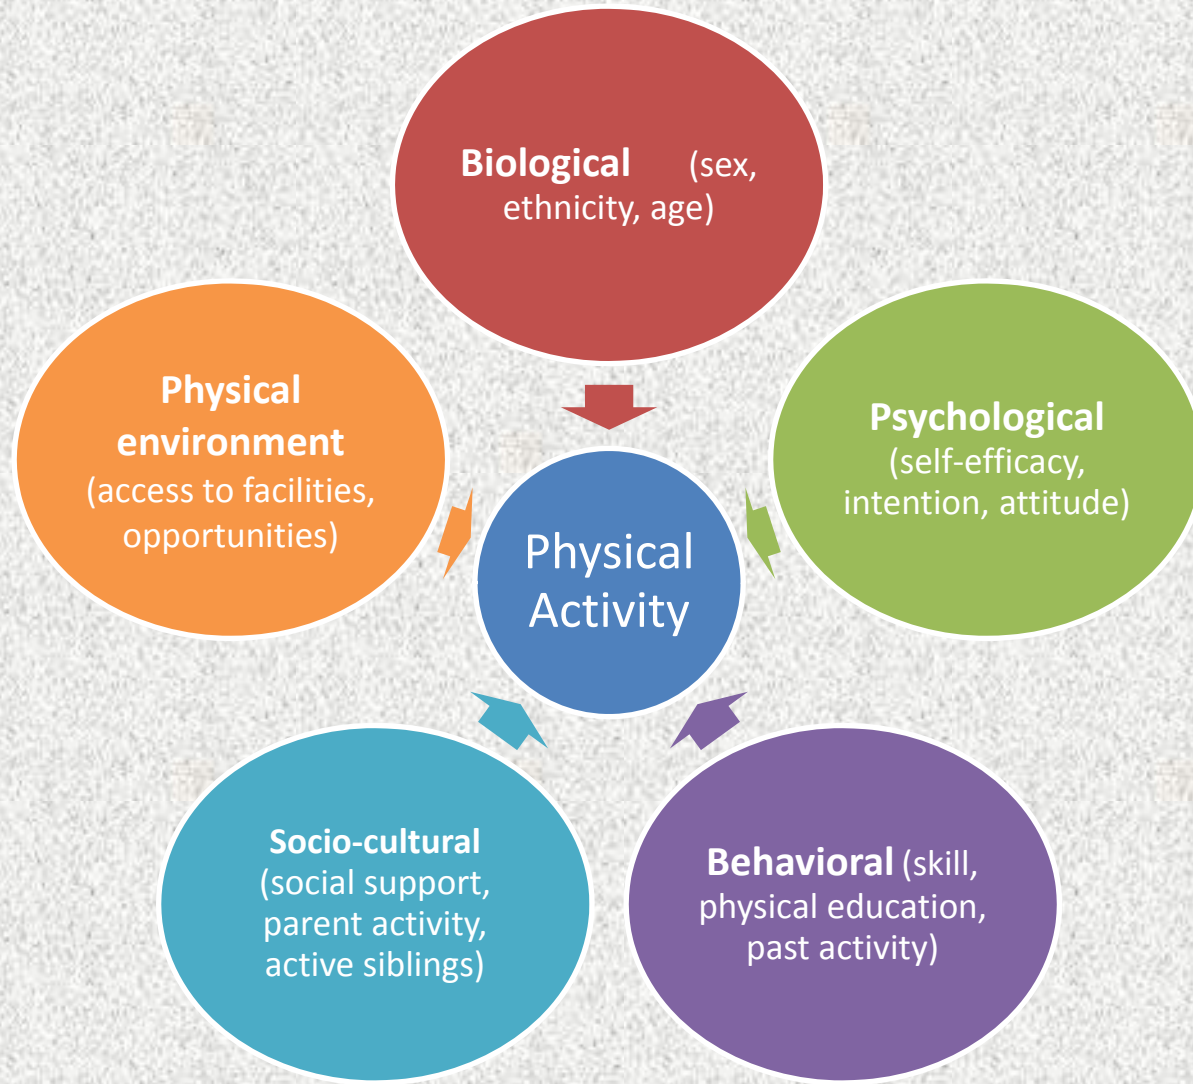 Biological (sex,
ethnicity, age)
Physical
environment
(access to facilities,
opportunities)
Psychological
(self-efficacy,
intention, attitude)
Physical
Activity
Socio-cultural
(social support,
parent activity,
active siblings)
Behavioral (skill,
physical education,
past activity)